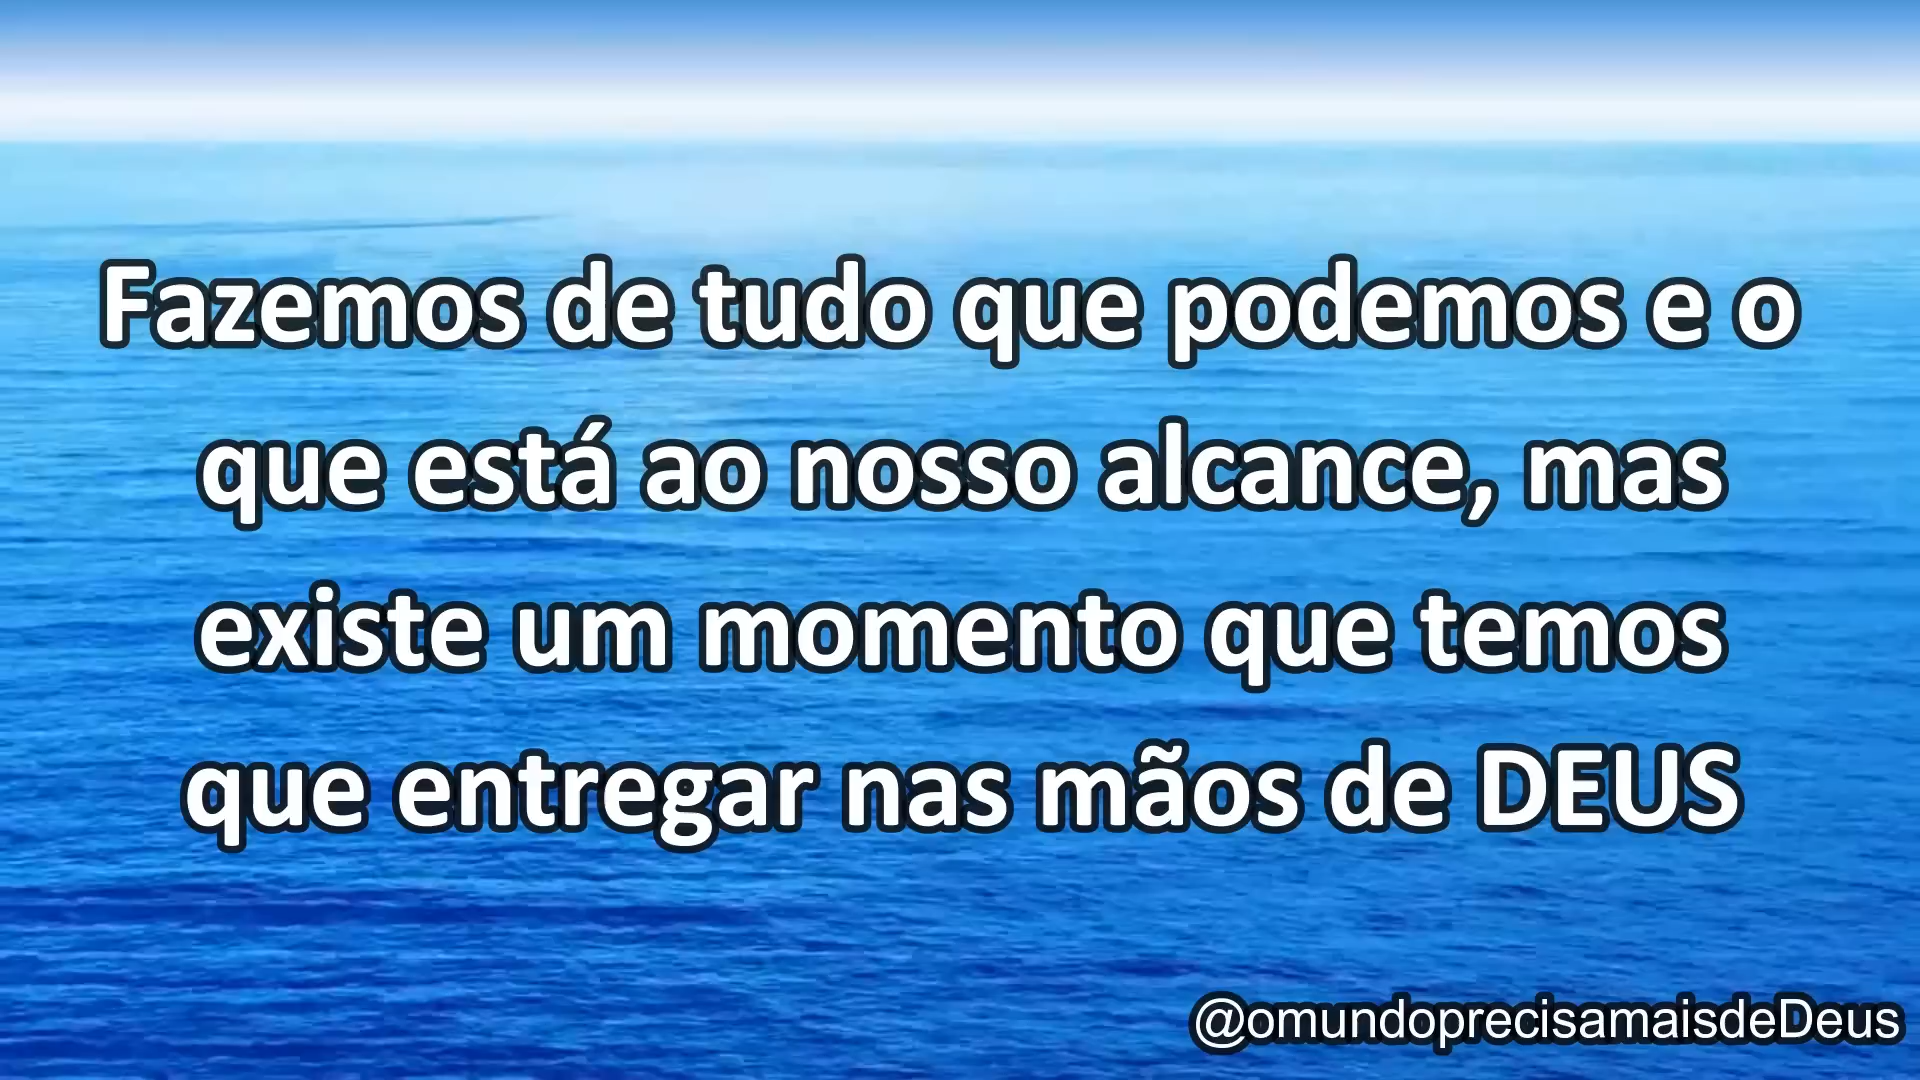 Fazemos de tudo que podemos e o
que está ao nosso alcance, mas
existe um momento que temos
que entregar nas mãos de DEUS
@omundoprecisamaisdeDeus